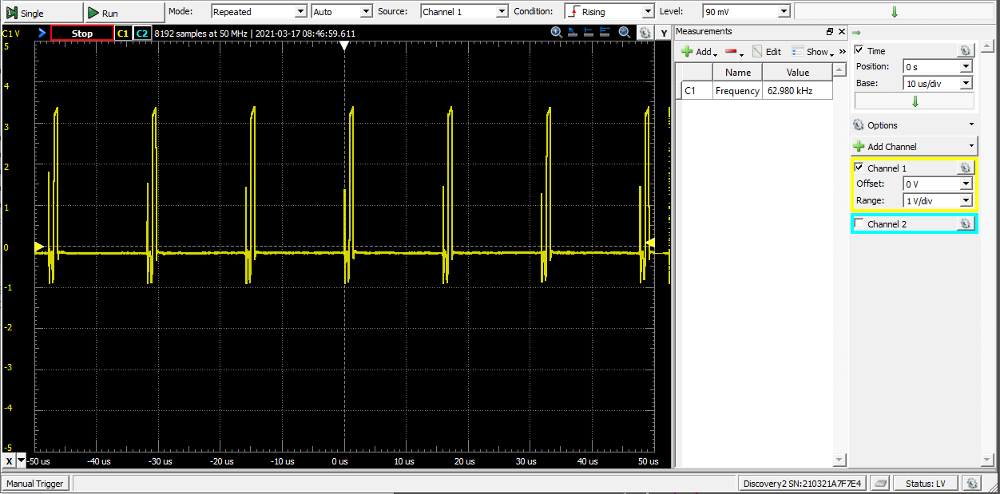 Single Run Mode: Repeated Auto Source: Channel 1 Condition: Rising Level: 90 mV
C1 V Stop C1 C2 8192 samples at 50 MHz | 2021-03-17 08:46:59.611 Y
Measurements
Add Edit Show »
Name Value
C1 Frequency 62.980 kHz
Time
Position: 0 s
Base: 10 us/div
Options
Add Channel
Channel 1
Offset: 0 V
Range: 1 V/div
Channel 2
5
4
3
2
1
0
-1
-2
-3
-4
-5
X -50 us -40 us -30 us -20 us -10 us 0 us 10 us 20 us 30 us 40 us 50 us
Manual Trigger Discovery2 SN:210321A7F7E4 Status: LV